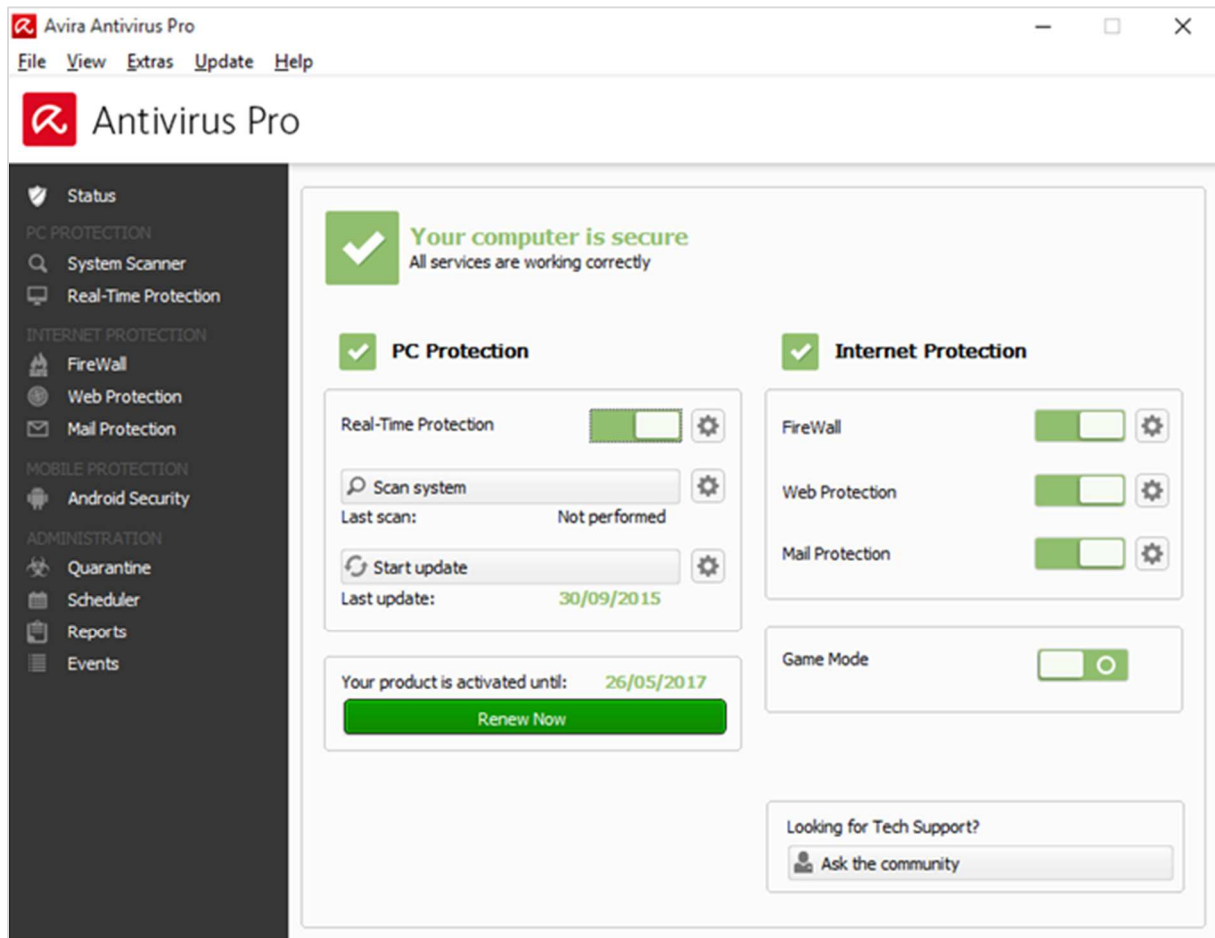 Avira Antivirus Pro
File View Extras Update Help
Antivirus Pro
Status
PC PROTECTION
System Scanner
Real-Time Protection
INTERNET PROTECTION
FireWall
Web Protection
Mail Protection
MOBILE PROTECTION
Android Security
ADMINISTRATION
Quarantine
Scheduler
Reports
Events
Your computer is secure
All services are working correctly
PC Protection
Real-Time Protection
Scan system
Last scan: Not performed
Start update
Last update: 30/09/2015
Your product is activated until: 26/05/2017
Renew Now
Internet Protection
FireWall
Web Protection
Mail Protection
Game Mode
Looking for Tech Support?
Ask the community